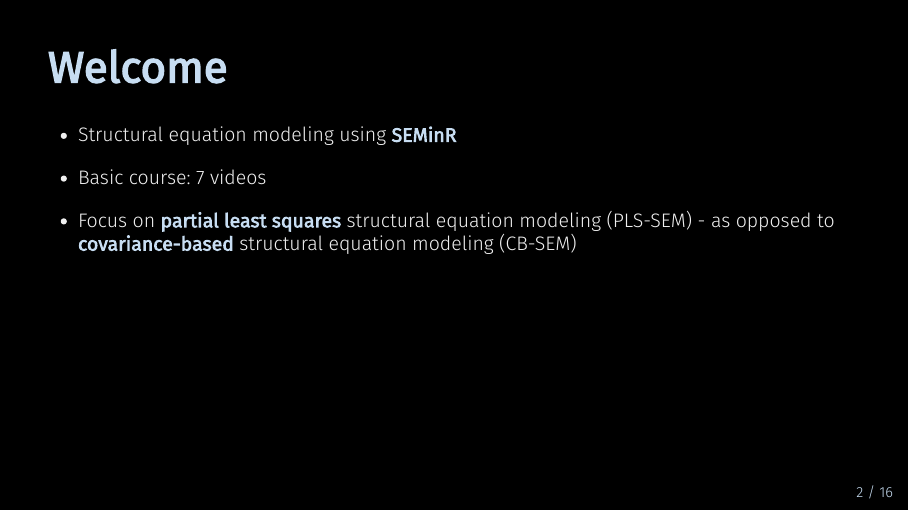 Welcome
• Structural equation modeling using SEMinR
• Basic course: 7 videos
• Focus on partial least squares structural equation modeling (PLS-SEM) - as opposed to
covariance-based structural equation modeling (CB-SEM)
2 / 16